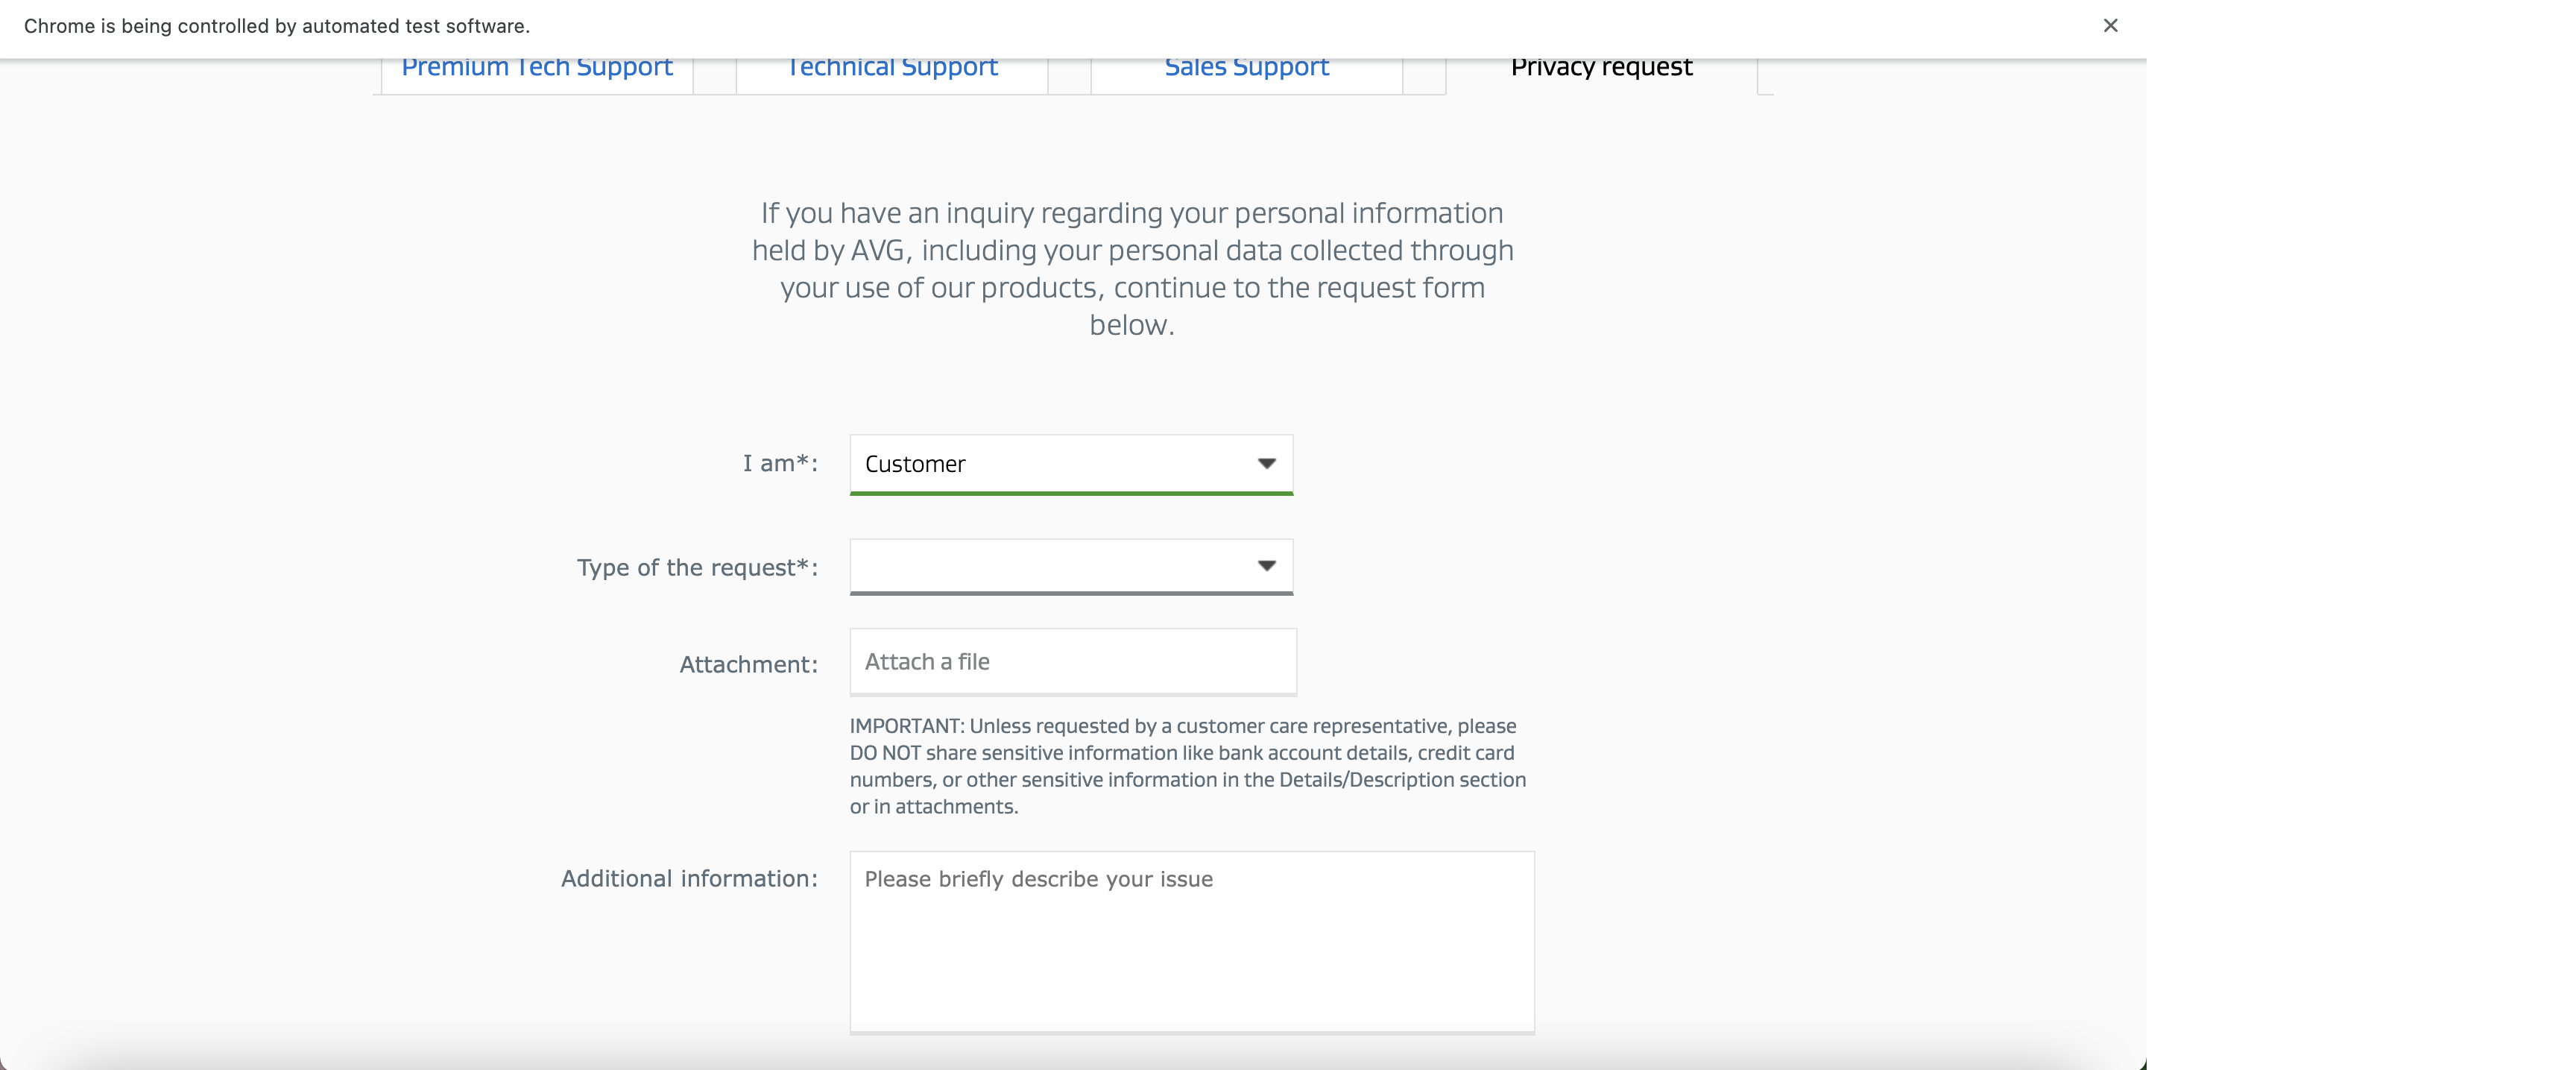 Chrome is being controlled by automated test software.
Premium Tech Support
Technical Support
Sales Support
Privacy request
If you have an inquiry regarding your personal information
held by AVG, including your personal data collected through
your use of our products, continue to the request form
below.
I am*:
Customer
Type of the request*:
Attachment:
Attach a file
IMPORTANT: Unless requested by a customer care representative, please
DO NOT share sensitive information like bank account details, credit card
numbers, or other sensitive information in the Details/Description section
or in attachments.
Additional information:
Please briefly describe your issue